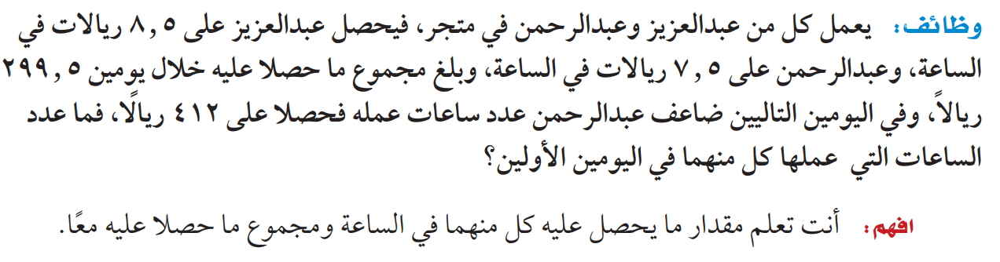 وظائف: يعمل كل من عبدالعزيز وعبدالرحمن في متجر، فيحصل عبدالعزيز على ٨,٥ ريالات في
الساعة، وعبدالرحمن على ٧,٥ ريالات في الساعة، وبلغ مجموع ما حصلا عليه خلال يومين ٢٩٩,٥
ريالاً، وفي اليومين التاليين ضاعف عبدالرحمن عدد ساعات عمله فحصلا على ٤١٢ ريالًا، فما عدد
الساعات التي عملها كل منهما في اليومين الأولين؟
افهم: أنت تعلم مقدار ما يحصل عليه كل منهما في الساعة ومجموع ما حصلا عليه معًا.